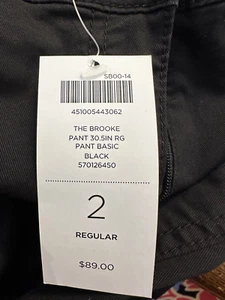 SB00-14
451005443062
THE BROOKE
PANT 30.5IN RG
PANT BASIC
BLACK
570126450
2
REGULAR
$89.00